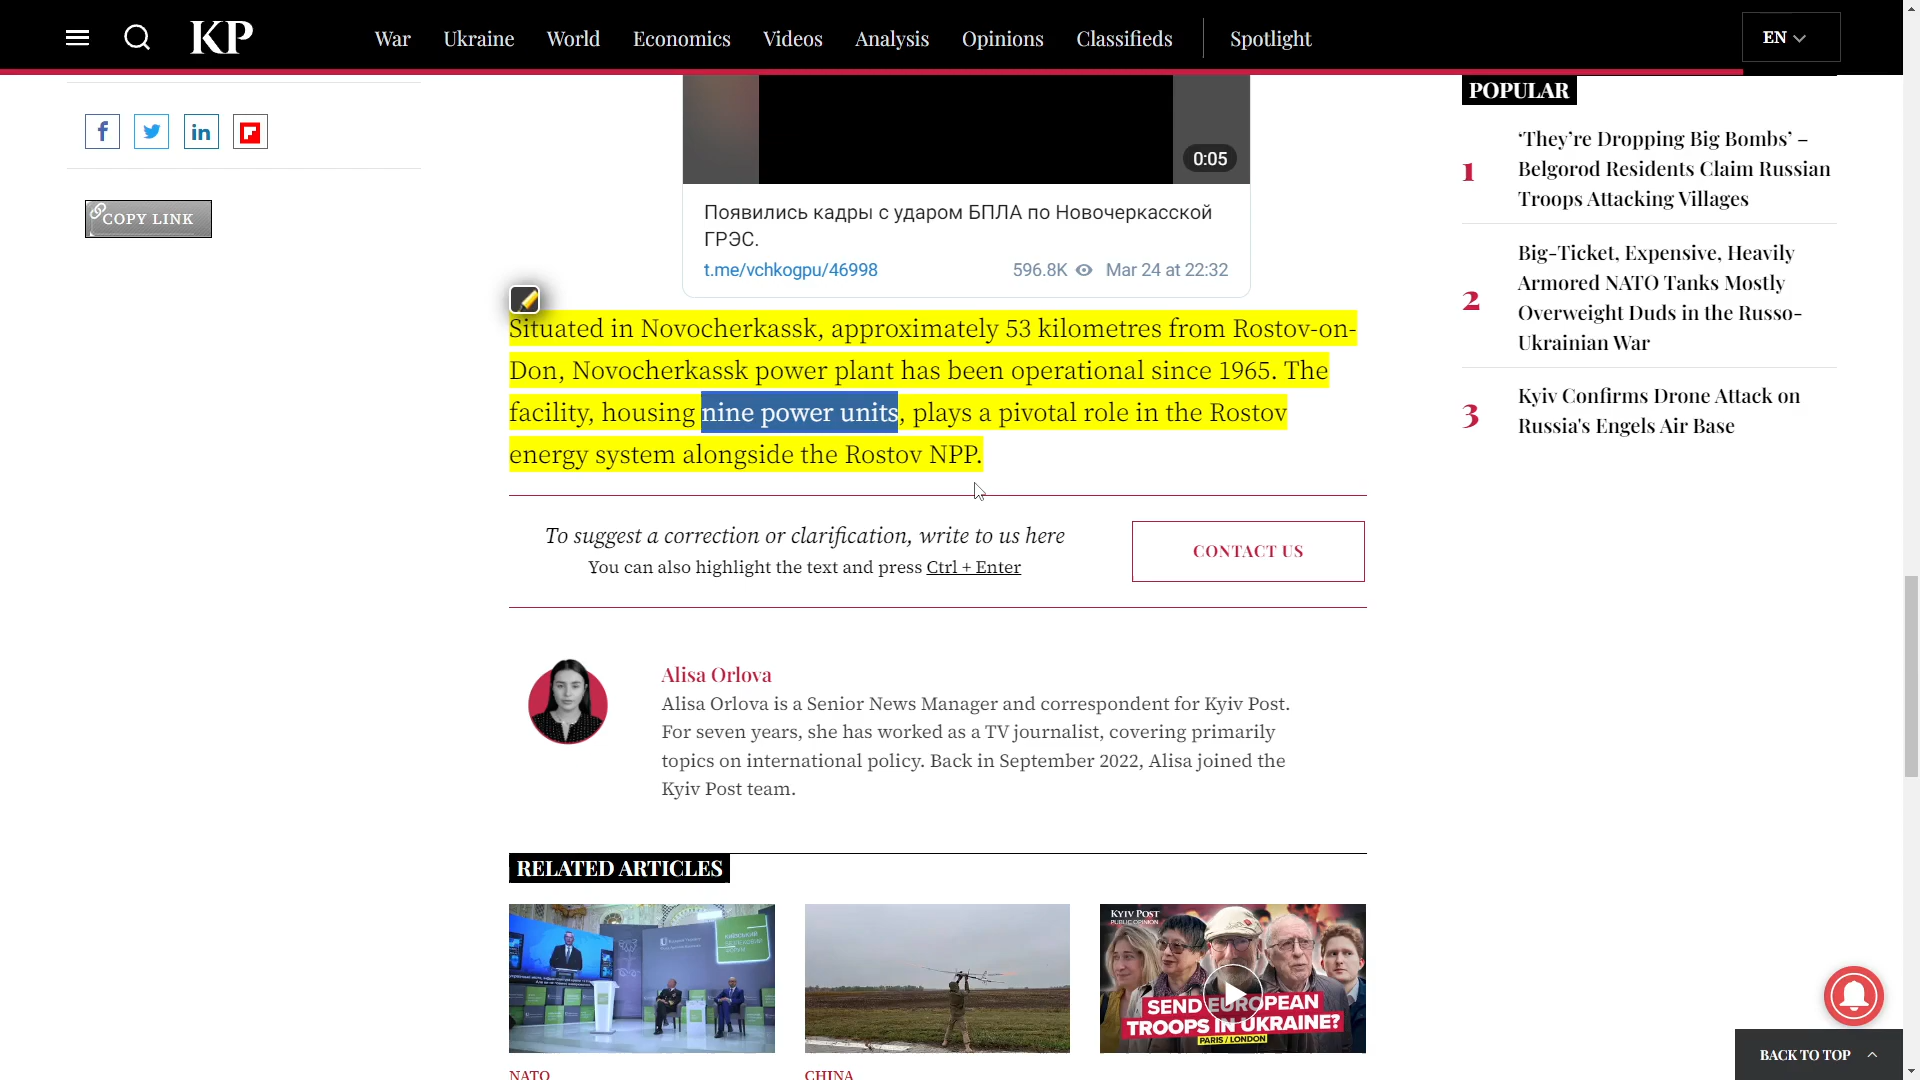 KP
War
Ukraine
World
Economics
Videos
Analysis
Opinions
Classifieds
Spotlight
EN
COPY LINK
0:05
Появились кадры с ударом БПЛА по Новочеркасской
ГРЭС.
t.me/vchkogpu/46998
596.8K
Mar 24 at 22:32
Situated in Novocherkassk, approximately 53 kilometres from Rostov-on-
Don, Novocherkassk power plant has been operational since 1965. The
facility, housing nine power units, plays a pivotal role in the Rostov
energy system alongside the Rostov NPP.
To suggest a correction or clarification, write to us here
You can also highlight the text and press Ctrl + Enter
CONTACT US
Alisa Orlova
Alisa Orlova is a Senior News Manager and correspondent for Kyiv Post.
For seven years, she has worked as a TV journalist, covering primarily
topics on international policy. Back in September 2022, Alisa joined the
Kyiv Post team.
RELATED ARTICLES
KYIV POST
PUBLIC OPINION
SEND EUROPEAN
TROOPS IN UKRAINE?
PARIS / LONDON
NATO
CHINA
POPULAR
1
‘They’re Dropping Big Bombs’ –
Belgorod Residents Claim Russian
Troops Attacking Villages
2
Big-Ticket, Expensive, Heavily
Armored NATO Tanks Mostly
Overweight Duds in the Russo-
Ukrainian War
3
Kyiv Confirms Drone Attack on
Russia's Engels Air Base
BACK TO TOP